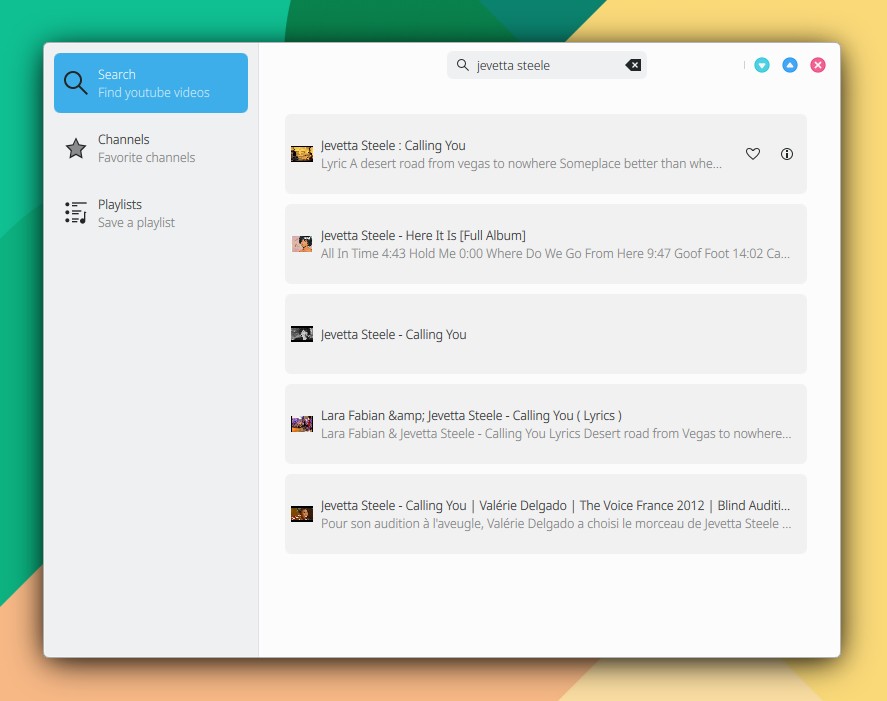 Search
Find youtube videos
Channels
Favorite channels
Playlists
Save a playlist
jevetta steele
Jevetta Steele : Calling You
Lyric A desert road from vegas to nowhere Someplace better than whe...
Jevetta Steele - Here It Is [Full Album]
All In Time 4:43 Hold Me 0:00 Where Do We Go From Here 9:47 Goof Foot 14:02 Ca...
Jevetta Steele - Calling You
Lara Fabian &amp; Jevetta Steele - Calling You ( Lyrics )
Lara Fabian & Jevetta Steele - Calling You Lyrics Desert road from Vegas to nowhere...
Jevetta Steele - Calling You | Valérie Delgado | The Voice France 2012 | Blind Auditi...
Pour son audition à l'aveugle, Valérie Delgado a choisi le morceau de Jevetta Steele ...